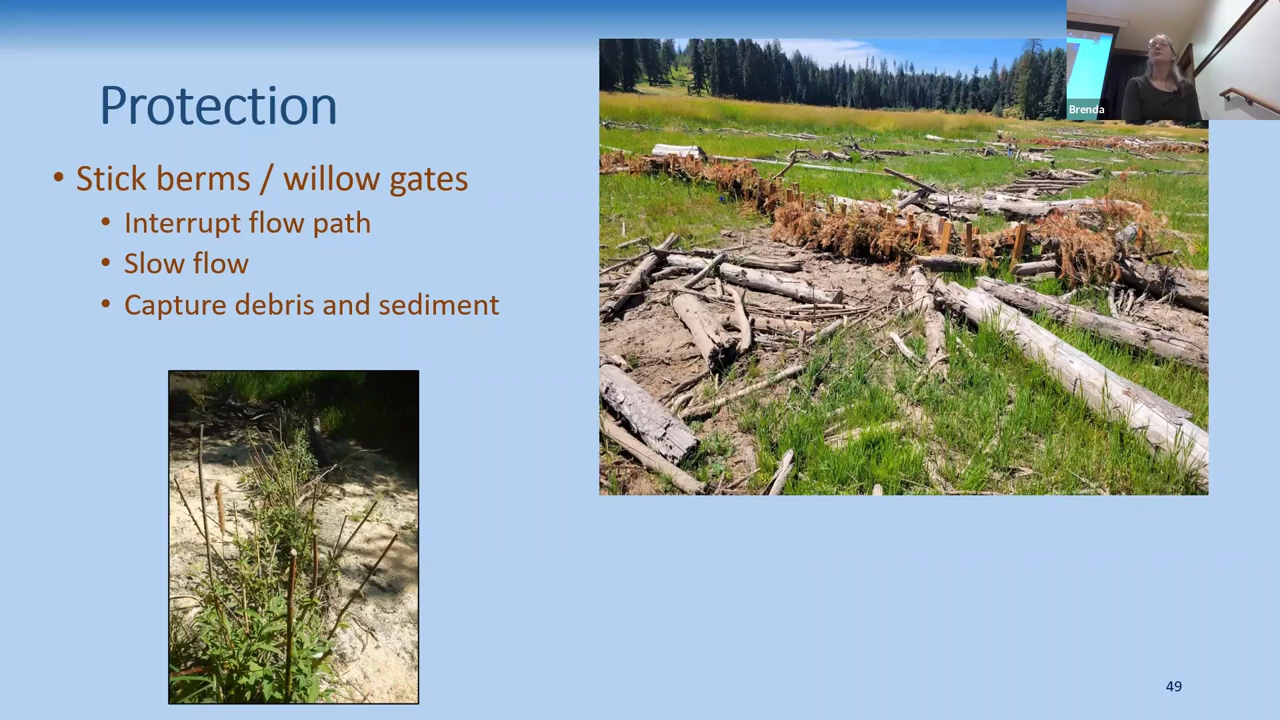 Protection
• Stick berms / willow gates
• Interrupt flow path
• Slow flow
• Capture debris and sediment
Brenda
49